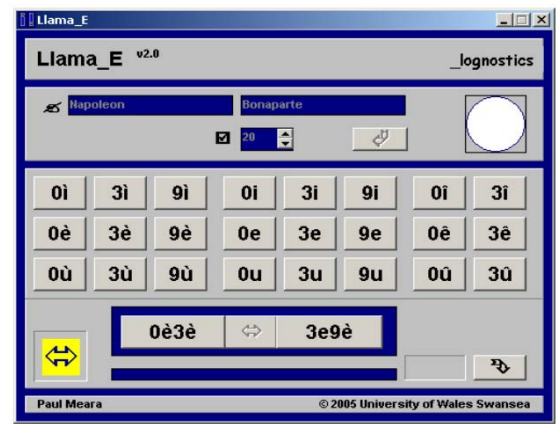 Llama_E
Llama_E v2.0 _lognostics
Napoleon Bonaparte
20
0ì 3ì 9ì 0i 3i 9i 0î 3î
0è 3è 9è 0e 3e 9e 0ê 3ê
0ù 3ù 9ù 0u 3u 9u 0û 3û
0è3è 3e9è
Paul Meara © 2005 University of Wales Swansea